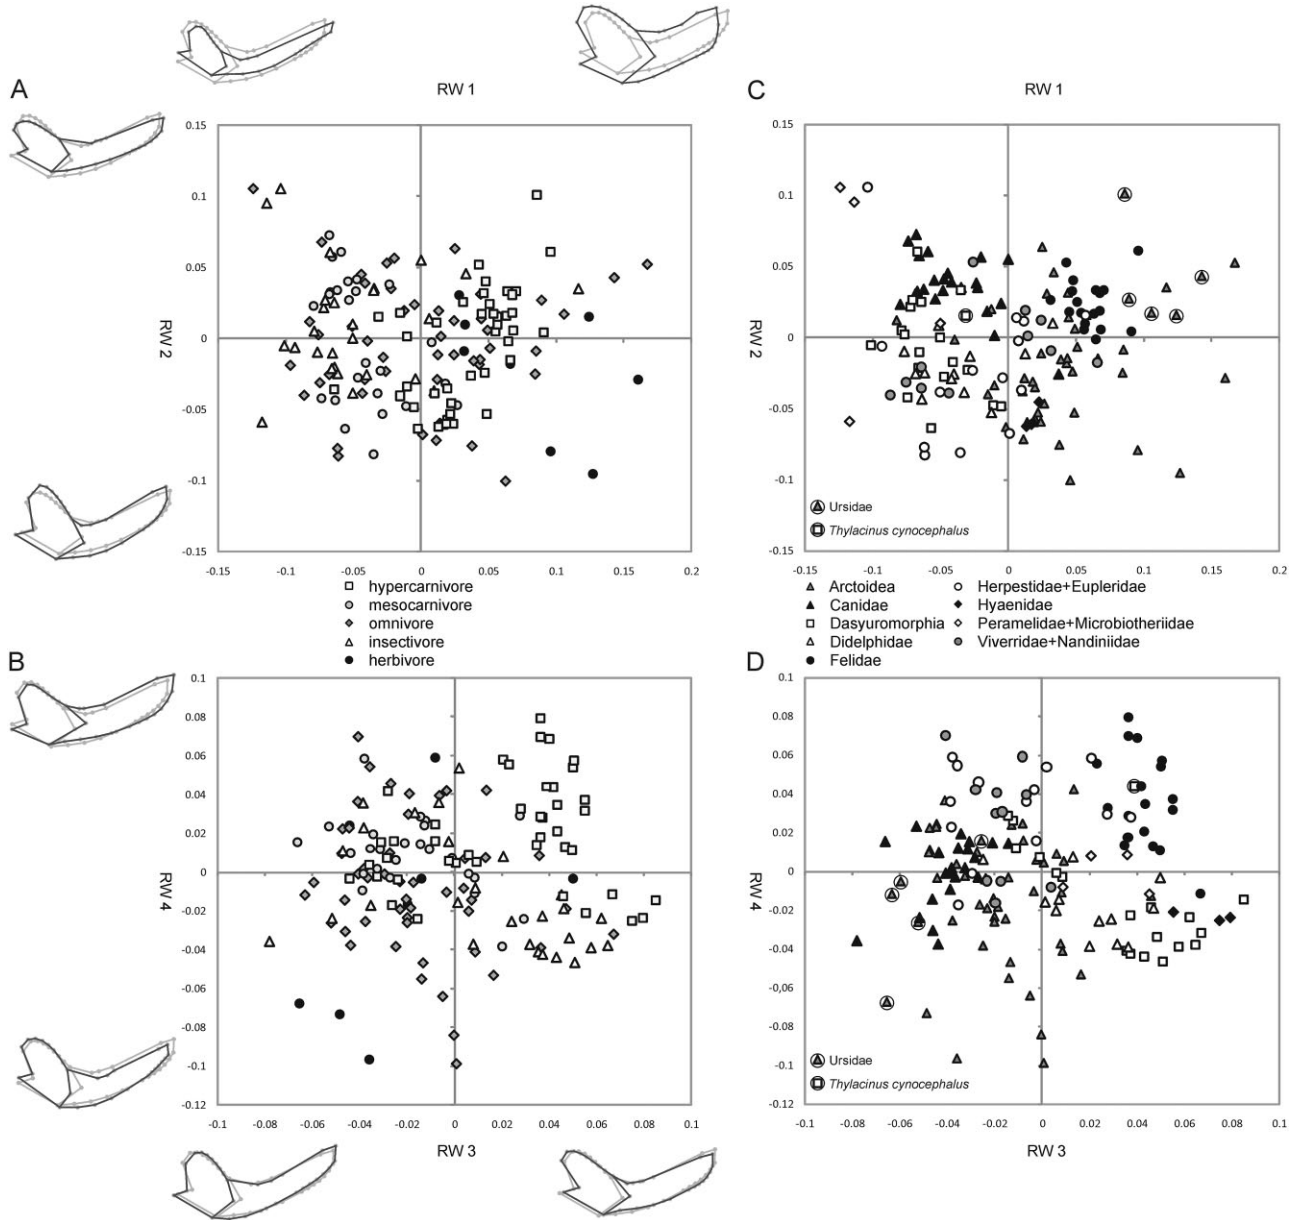 A
RW 1
C
RW 1
0.15
0.1
0.05
0
-0.05
-0.1
-0.15
RW 2
-0.15
-0.1
-0.05
0
0.05
0.1
0.15
0.2
0.15
0.1
0.05
0
-0.05
-0.1
-0.15
RW 2
Ursidae
Thylacinus cynocephalus
-0.15
-0.1
-0.05
0
0.05
0.1
0.15
0.2
hypercarnivore
mesocarnivore
omnivore
insectivore
herbivore
Arctoidea
Canidae
Dasyuromorphia
Didelphidae
Felidae
Herpestidae+Eupleridae
Hyaenidae
Peramelidae+Microbiotheriidae
Viverridae+Nandiniidae
B
D
0.1
0.08
0.06
0.04
0.02
0
-0.02
-0.04
-0,06
-0.08
-0.1
-0.12
RW 4
-0.1
-0.08
-0.06
-0.04
-0.02
0
0.02
0.04
0.06
0.08
0.1
RW 3
0.1
0.08
0.06
0.04
0.02
0
-0.02
-0.04
-0,06
-0.08
-0.1
-0.12
RW 4
Ursidae
Thylacinus cynocephalus
-0.1
-0.08
-0.06
-0.04
-0.02
0
0.02
0.04
0.06
0.08
0.1
RW 3